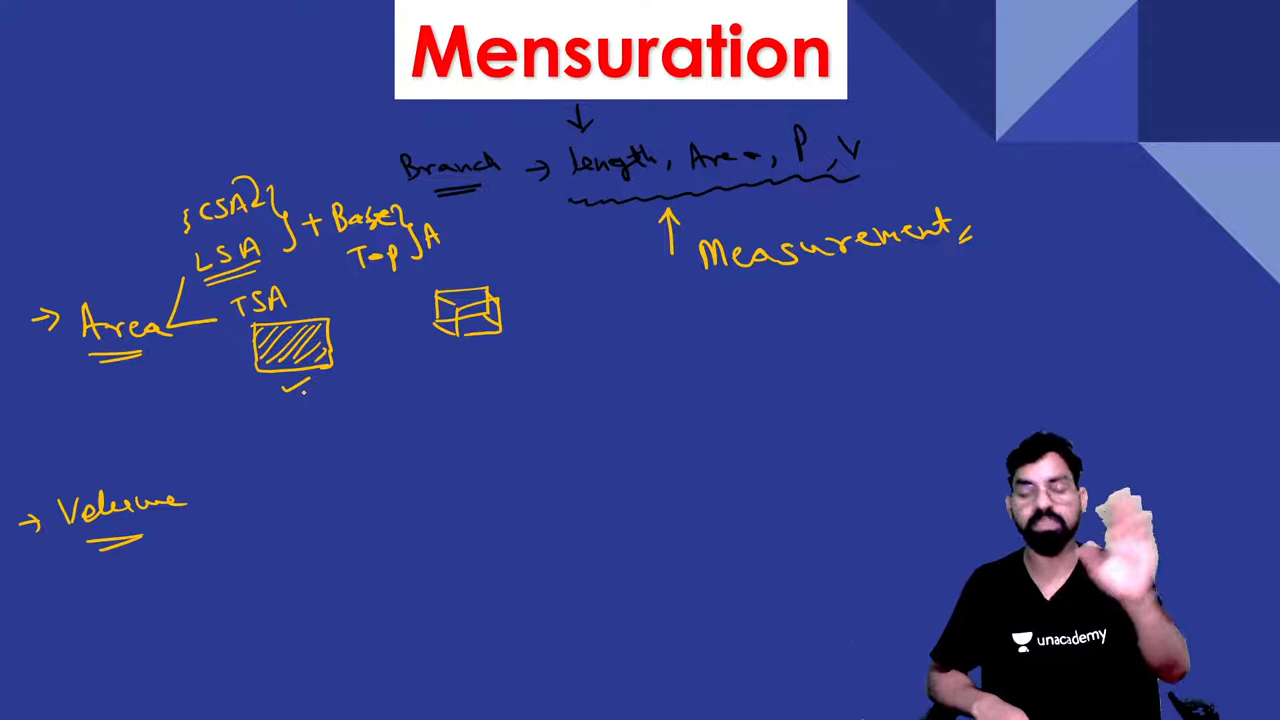 Mensuration
Branch → length, Area, P, V
↑ Measurement
{CSA}
LSA } + Base
Top } A
→ Area
TSA
→ Volume
unacademy